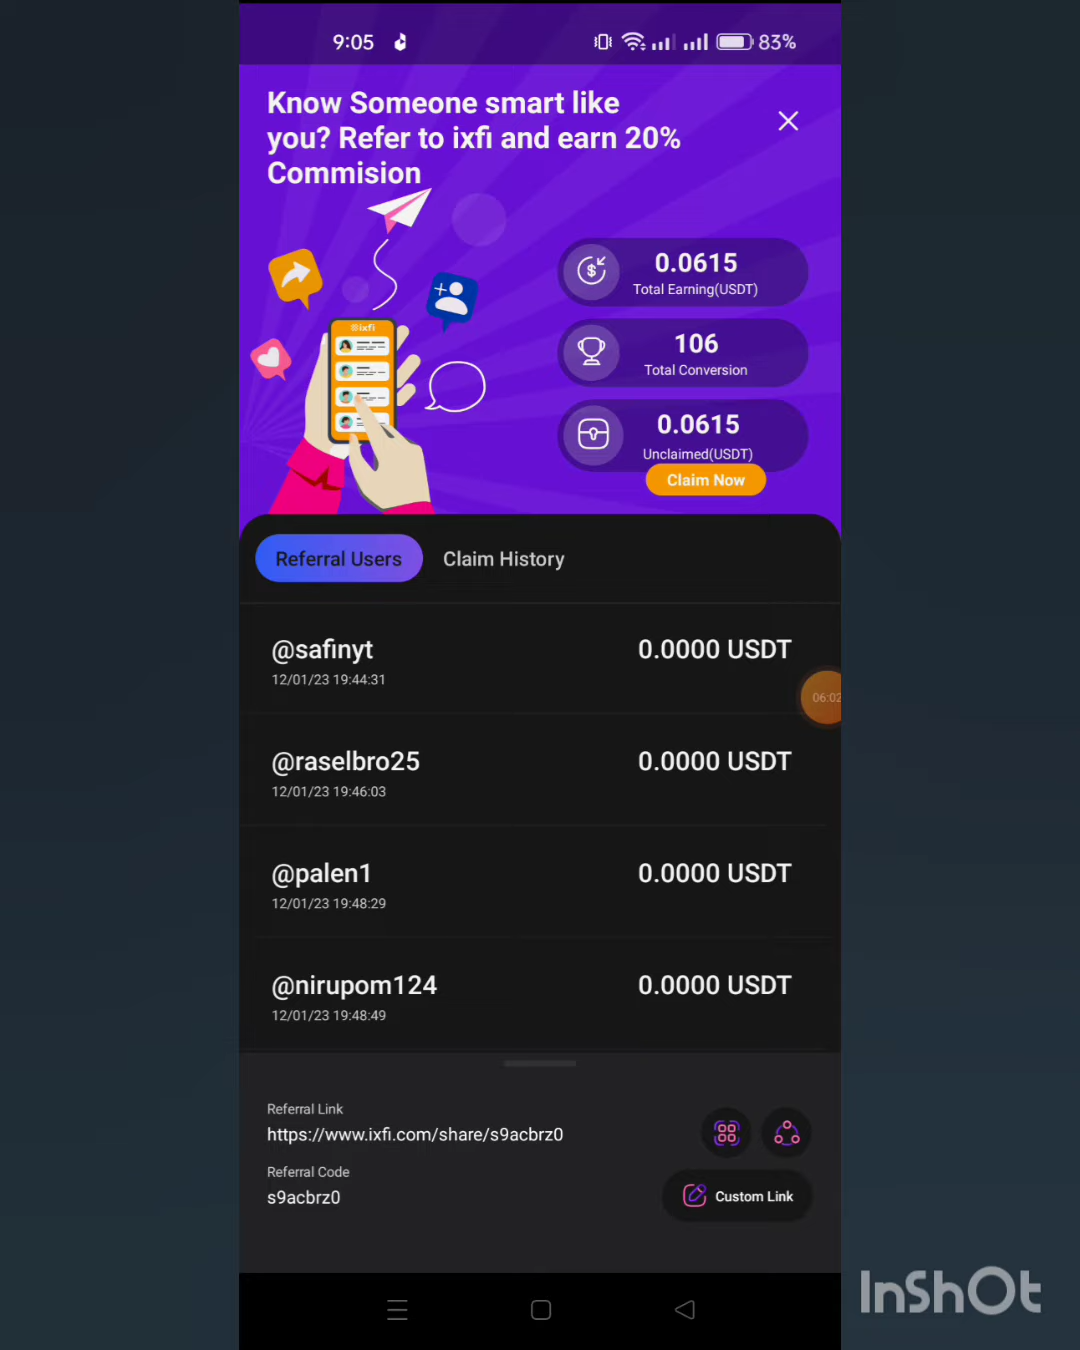 9:05
83%
Know Someone smart like
you? Refer to ixfi and earn 20%
Commision
ixfi
0.0615
Total Earning(USDT)
106
Total Conversion
0.0615
Unclaimed(USDT)
Claim Now
Referral Users Claim History
@safinyt 0.0000 USDT
12/01/23 19:44:31
06:02
@raselbro25 0.0000 USDT
12/01/23 19:46:03
@palen1 0.0000 USDT
12/01/23 19:48:29
@nirupom124 0.0000 USDT
12/01/23 19:48:49
Referral Link
https://www.ixfi.com/share/s9acbrz0
Referral Code
s9acbrz0
Custom Link
InShOt